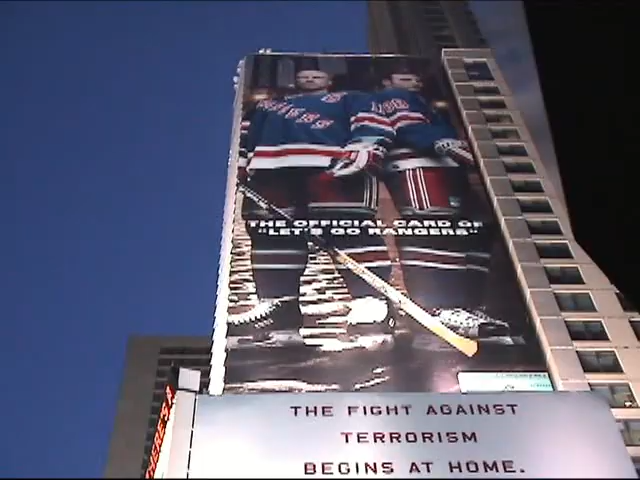 RANGERS
THE OFFICIAL CARD OF
"LET'S GO RANGERS"
THE FIGHT AGAINST
TERRORISM
BEGINS AT HOME.